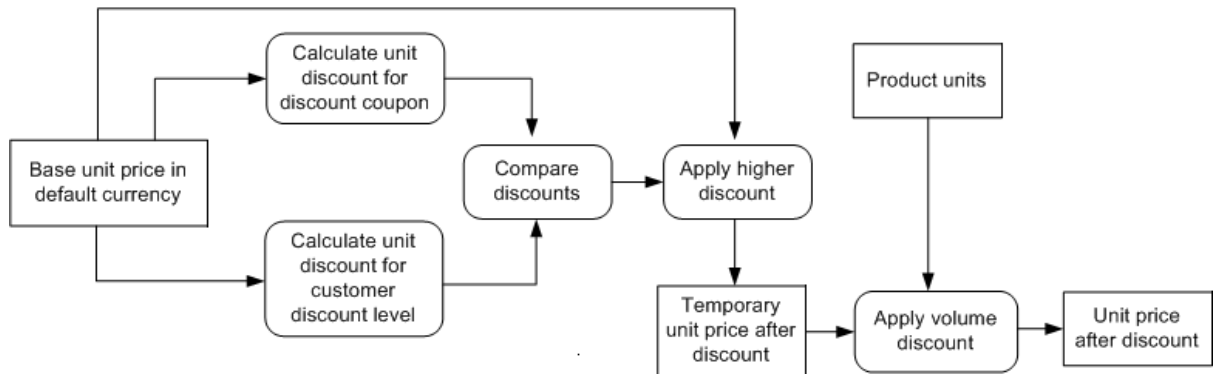 Calculate unit
discount for
discount coupon
Product units
Base unit price in
default currency
Compare
discounts
Apply higher
discount
Calculate unit
discount for
customer
discount level
Temporary
unit price after
discount
Apply volume
discount
Unit price
after discount